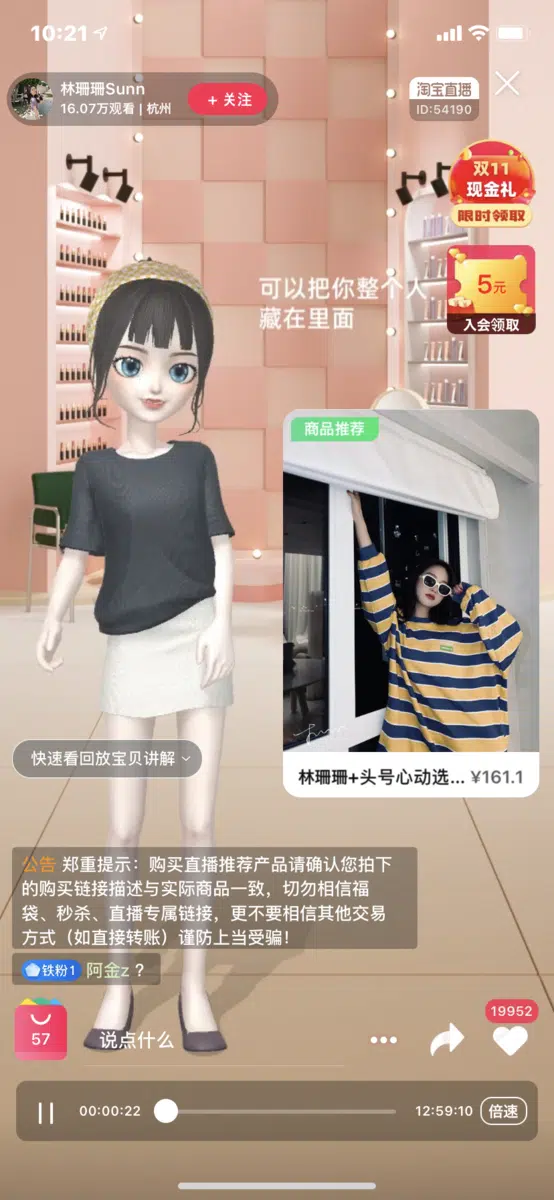 10:21
林珊珊Sunn
16.07万观看 | 杭州
+ 关注
淘宝直播
ID:54190
双11
现金礼
限时领取
5元
入会领取
可以把你整个人
藏在里面
商品推荐
林珊珊+头号心动选... ¥161.1
快速看回放宝贝讲解
公告 郑重提示：购买直播推荐产品请确认您拍下
的购买链接描述与实际商品一致，切勿相信福
袋、秒杀、直播专属链接，更不要相信其他交易
方式（如直接转账）谨防上当受骗！
铁粉1 阿金z ?
57
说点什么
19952
00:00:22
12:59:10
倍速